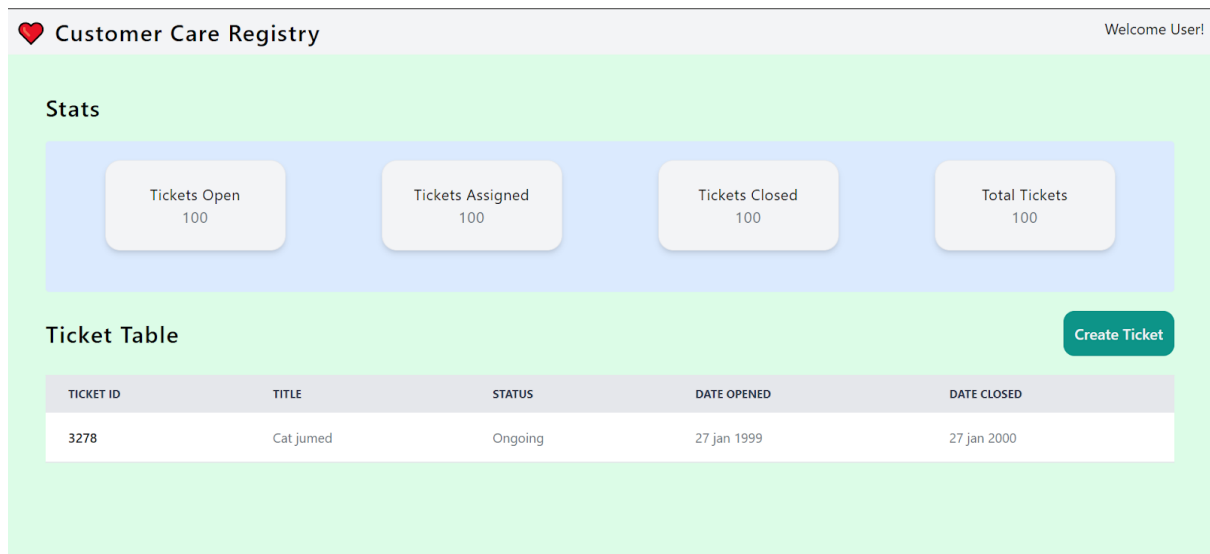 Customer Care Registry
Welcome User!
Stats
Tickets Open
100
Tickets Assigned
100
Tickets Closed
100
Total Tickets
100
Ticket Table
Create Ticket
TICKET ID TITLE STATUS DATE OPENED DATE CLOSED
3278 Cat jumed Ongoing 27 jan 1999 27 jan 2000